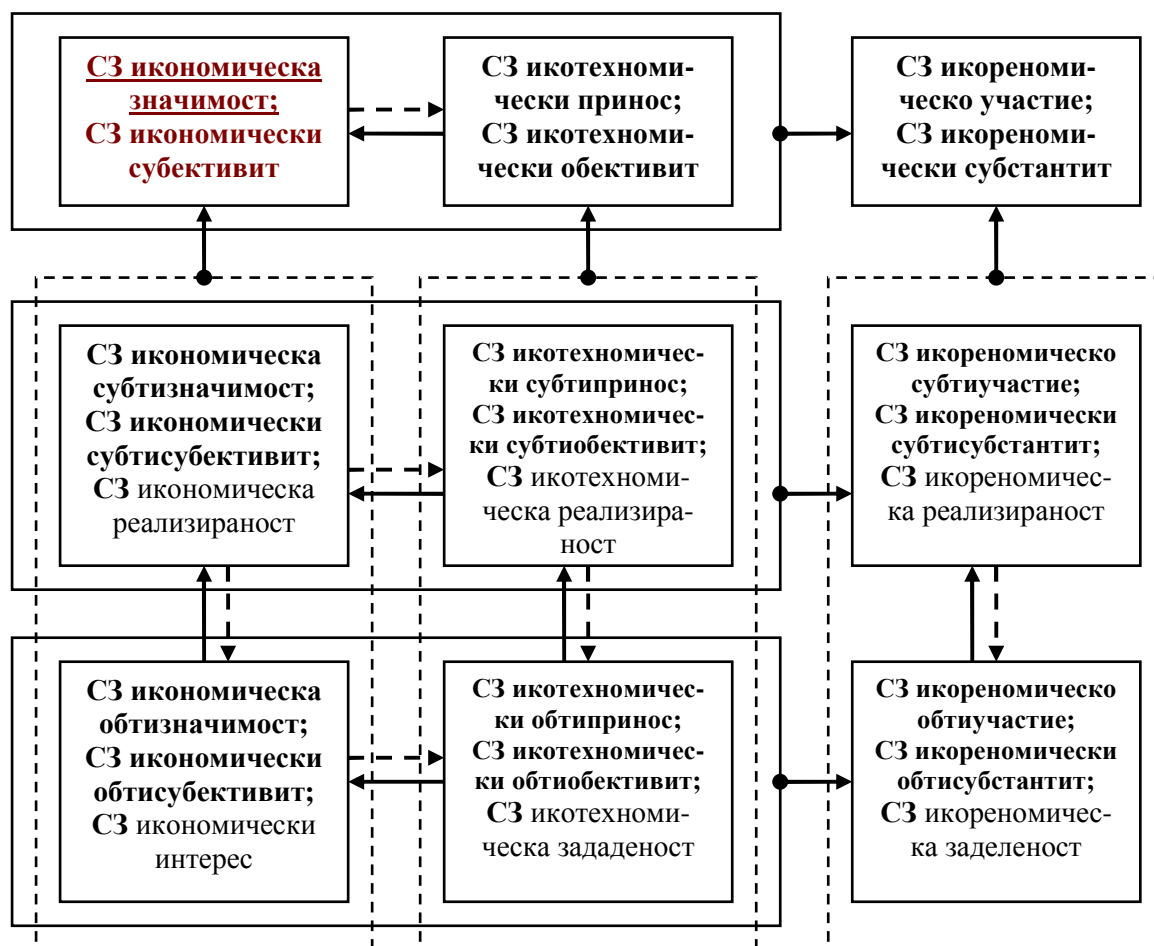 СЗ икономическа
значимост;
СЗ икономически
субективит
СЗ икотехноми-
чески принос;
СЗ икотехноми-
чески обективит
СЗ икореноми-
ческо участие;
СЗ икореноми-
чески субстантит
СЗ икономическа
субтизначимост;
СЗ икономически
субтисубективит;
СЗ икономическа
реализираност
СЗ икотехномичес-
ки субтипринос;
СЗ икотехномичес-
ки субтиобективит;
СЗ икотехноми-
ческа реализира-
ност
СЗ икореномическо
субтиучастие;
СЗ икореномически
субтисубстантит;
СЗ икореномичес-
ка реализираност
СЗ икономическа
обтизначимост;
СЗ икономически
обтисубективит;
СЗ икономически
интерес
СЗ икотехномичес-
ки обтипринос;
СЗ икотехномичес-
ки обтиобективит;
СЗ икотехноми-
ческа зададеност
СЗ икореномическо
обтиучастие;
СЗ икореномически
обтисубстантит;
СЗ икореномичес-
ка заделеност